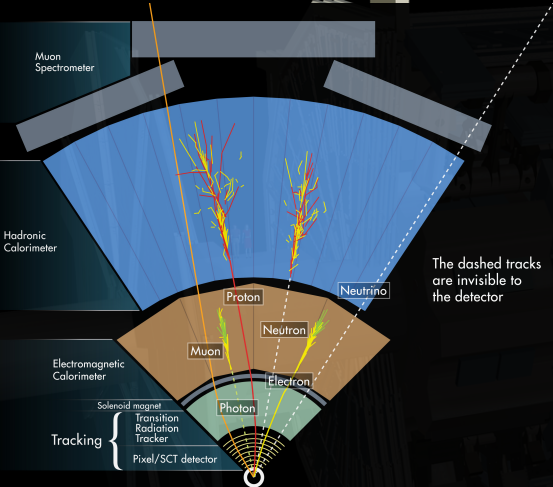 Muon
Spectrometer
Hadronic
Calorimeter
Proton
Neutrino
The dashed tracks
are invisible to
the detector
Neutron
Muon
Electromagnetic
Calorimeter
Electron
Photon
Solenoid magnet
Transition
Radiation
Tracker
Tracking
Pixel/SCT detector